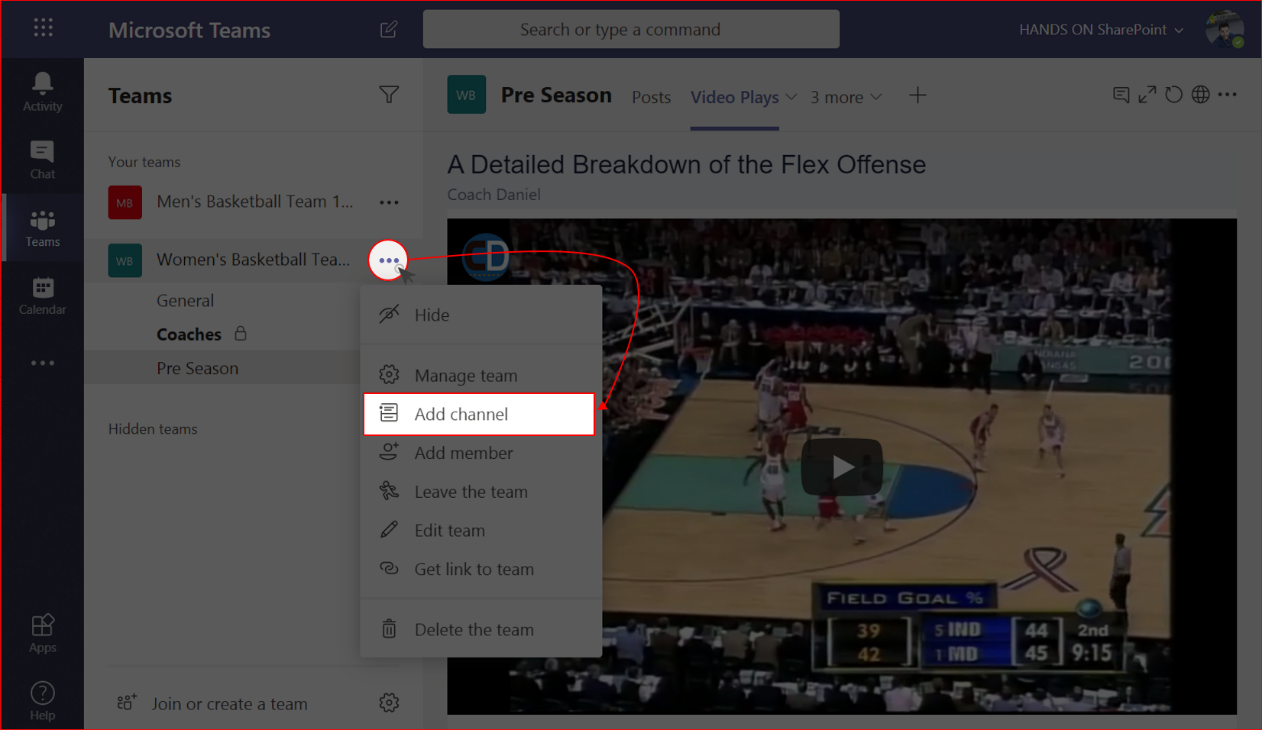 Microsoft Teams
Search or type a command
HANDS ON SharePoint
Activity
Chat
Teams
Calendar
Apps
Help
Teams
Your teams
MB Men's Basketball Team 1...
WB Women's Basketball Tea...
General
Coaches
Pre Season
Hidden teams
Join or create a team
Hide
Manage team
Add channel
Add member
Leave the team
Edit team
Get link to team
Delete the team
WB Pre Season Posts Video Plays 3 more
A Detailed Breakdown of the Flex Offense
Coach Daniel
D
INDIANA
KANSAS
200
FIELD GOAL %
39 5 IND 44 2nd
42 1 MD 45 9:15